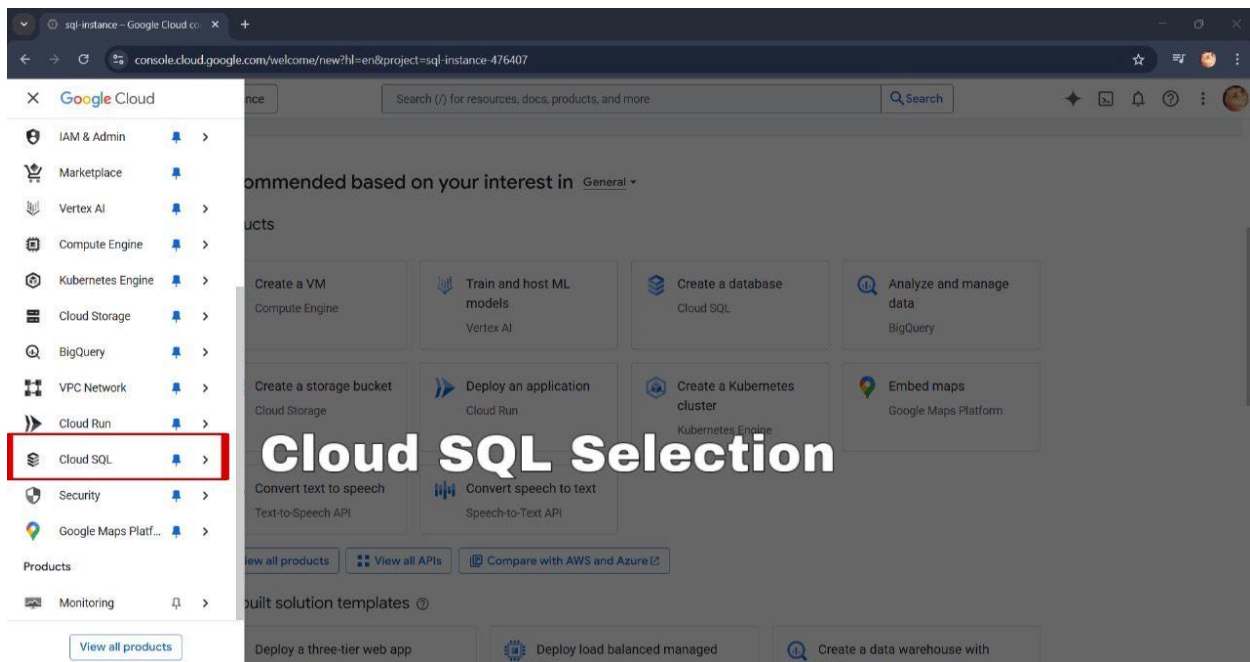 sql-instance – Google Cloud co
console.cloud.google.com/welcome/new?hl=en&project=sql-instance-476407
Google Cloud
nce
Search (/) for resources, docs, products, and more
Search
IAM & Admin
Marketplace
Vertex AI
Compute Engine
Kubernetes Engine
Cloud Storage
BigQuery
VPC Network
Cloud Run
Cloud SQL
Security
Google Maps Platf...
Products
Monitoring
View all products
ommended based on your interest in General
ucts
Create a VM
Compute Engine
Train and host ML
models
Vertex AI
Create a database
Cloud SQL
Analyze and manage
data
BigQuery
Create a storage bucket
Cloud Storage
Deploy an application
Cloud Run
Create a Kubernetes
cluster
Kubernetes Engine
Embed maps
Google Maps Platform
Cloud SQL Selection
Convert text to speech
Text-to-Speech API
Convert speech to text
Speech-to-Text API
iew all products
View all APIs
Compare with AWS and Azure
built solution templates
Deploy a three-tier web app
Deploy load balanced managed
Create a data warehouse with